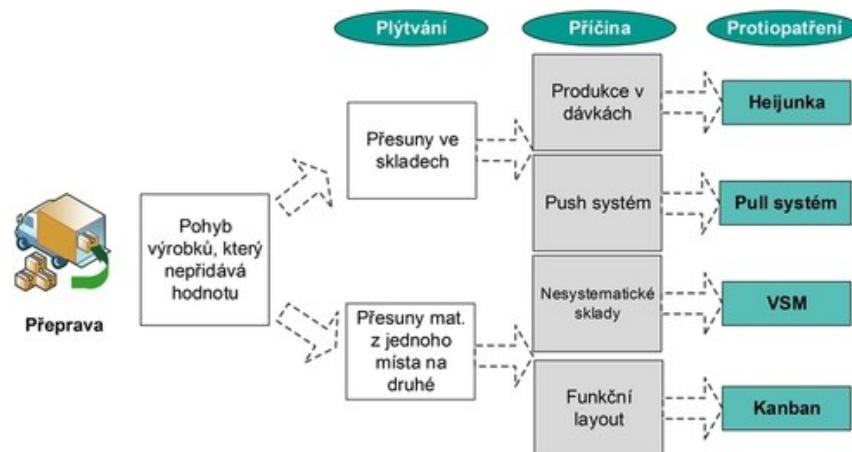 Plýtvání
Příčina
Protiopatření
Přeprava
Pohyb
výrobků, který
nepřidává
hodnotu
Přesuny ve
skladech
Přesuny mat.
z jednoho
místa na
druhé
Produkce v
dávkách
Push systém
Nesystematické
sklady
Funkční
layout
Heijunka
Pull systém
VSM
Kanban